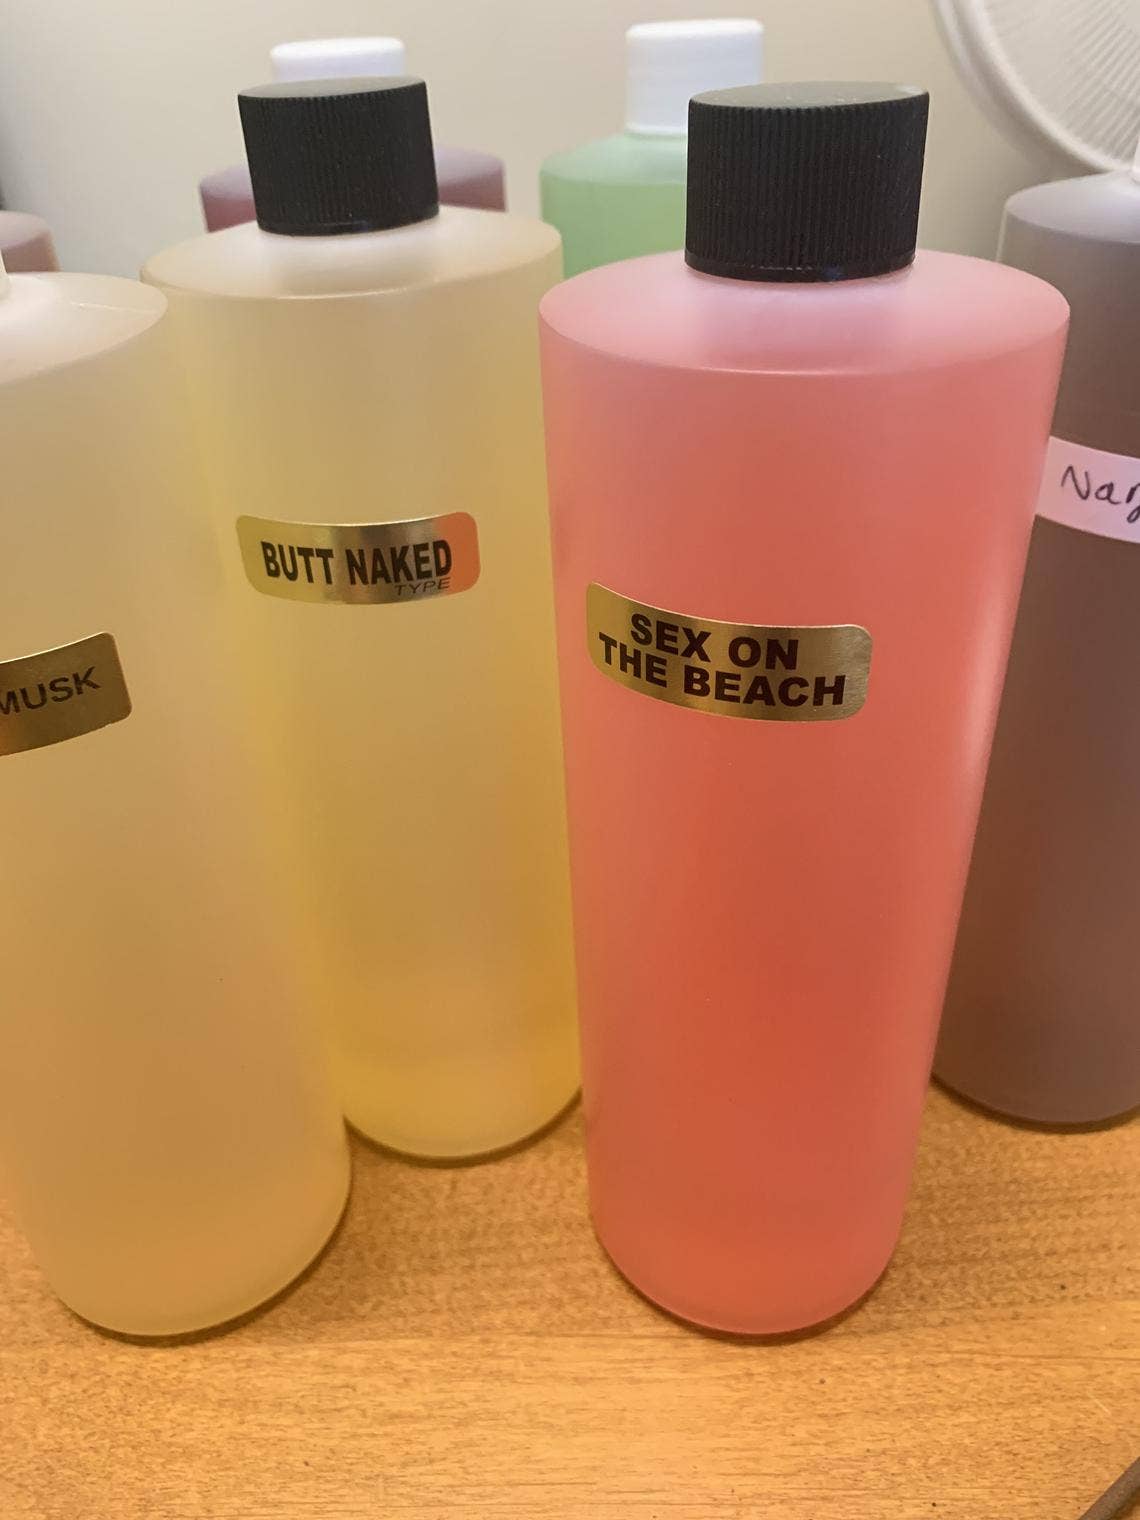 MUSK
BUTT NAKED
TYPE
SEX ON
THE BEACH